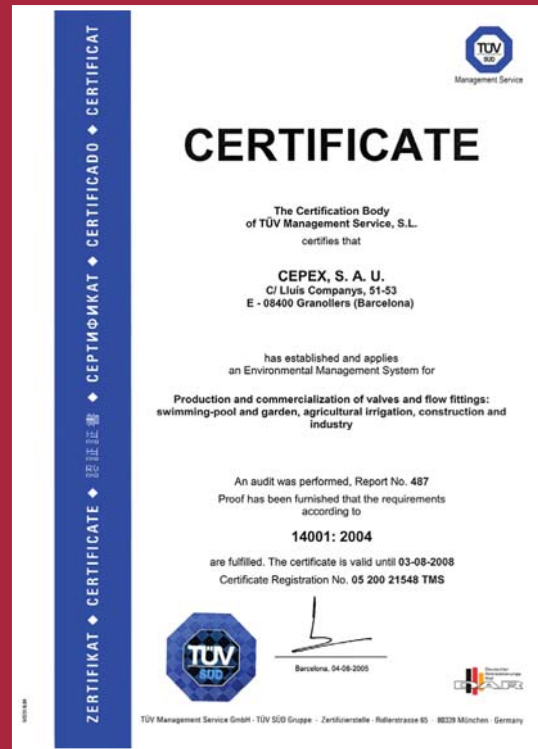 TÜV
SÜD
Management Service
CERTIFICATE
The Certification Body
of TÜV Management Service, S.L.
certifies that
CEPEX, S. A. U.
C/ Lluís Companys, 51-53
E - 08400 Granollers (Barcelona)
has established and applies
an Environmental Management System for
Production and commercialization of valves and flow fittings:
swimming-pool and garden, agricultural irrigation, construction and
industry
An audit was performed, Report No. 487
Proof has been furnished that the requirements
according to
14001: 2004
are fulfilled. The certificate is valid until 03-08-2008
Certificate Registration No. 05 200 21548 TMS
TÜV
SÜD
Barcelona, 04-08-2005
DAR
TÜV Management Service GmbH · TÜV SÜD Gruppe · Zertifizierstelle · Ridlerstrasse 65 · 80339 München · Germany
ZERTIFIKAT ◆ CERTIFICATE ◆ 認証証書 ◆ СЕРТИФИКАТ ◆ CERTIFICADO ◆ CERTIFICAT